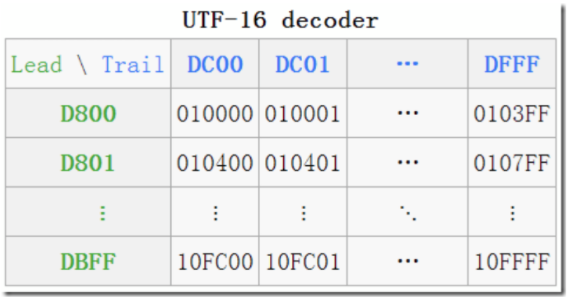 UTF-16 decoder
Lead \ Trail DC00 DC01 … DFFF
D800 010000 010001 … 0103FF
D801 010400 010401 … 0107FF
⋮ ⋮ ⋮ ⋱ ⋮
DBFF 10FC00 10FC01 … 10FFFF